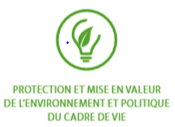 PROTECTION ET MISE EN VALEUR
DE L'ENVIRONNEMENT ET POLITIQUE
DU CADRE DE VIE